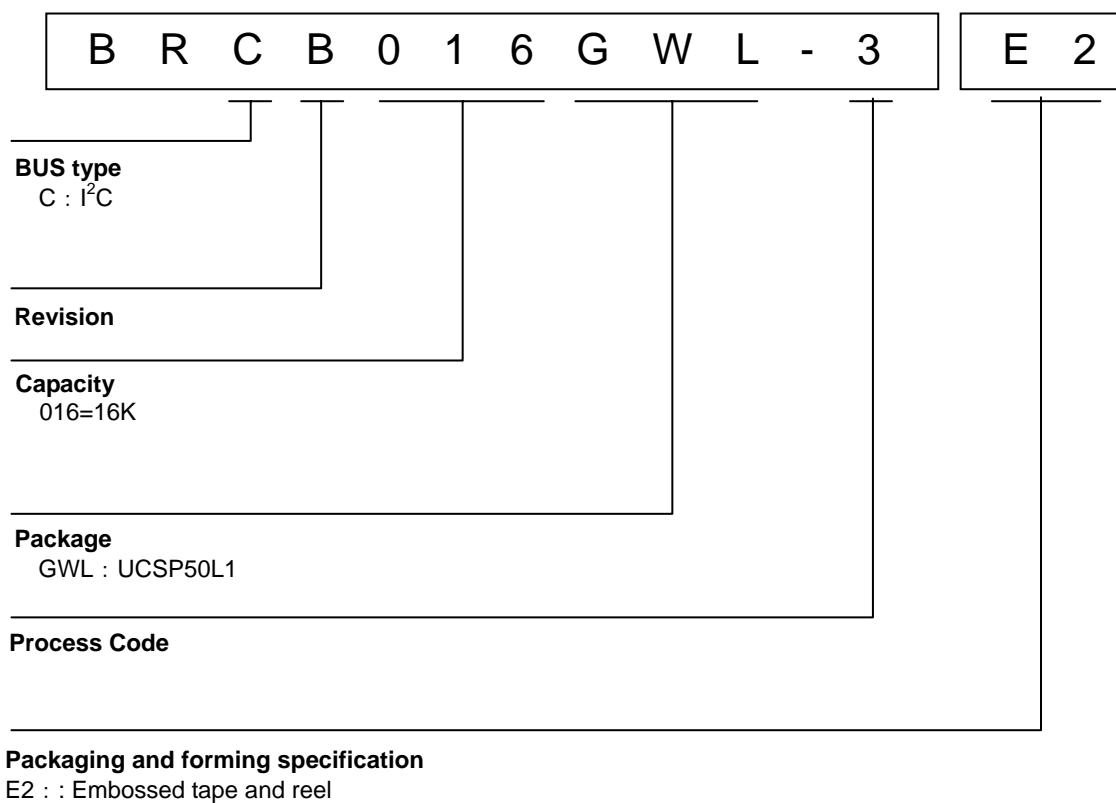 B R C B 0 1 6 G W L - 3 E 2
BUS type
C : I²C
Revision
Capacity
016=16K
Package
GWL : UCSP50L1
Process Code
Packaging and forming specification
E2 : : Embossed tape and reel